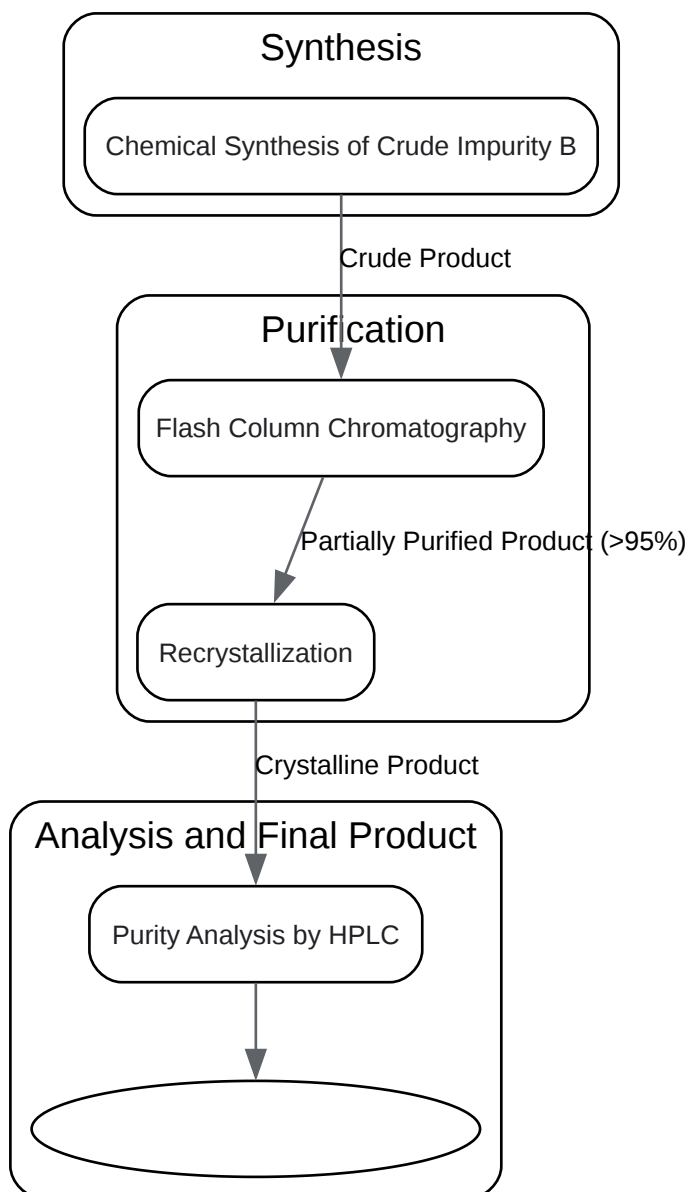 Synthesis
Chemical Synthesis of Crude Impurity B
Crude Product
Purification
Flash Column Chromatography
Partially Purified Product (>95%)
Recrystallization
Crystalline Product
Analysis and Final Product
Purity Analysis by HPLC